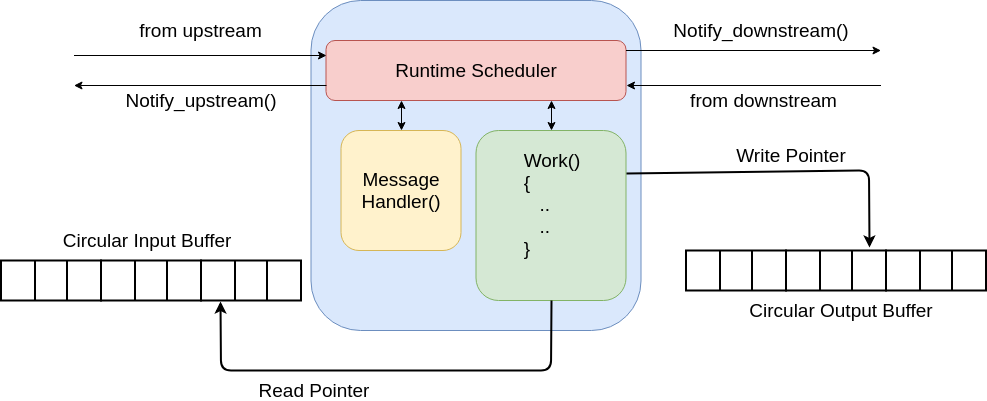 from upstream
Notify_downstream()
Runtime Scheduler
Notify_upstream()
from downstream
Message
Handler()
Work()
{
..
..
}
Write Pointer
Circular Input Buffer
Circular Output Buffer
Read Pointer